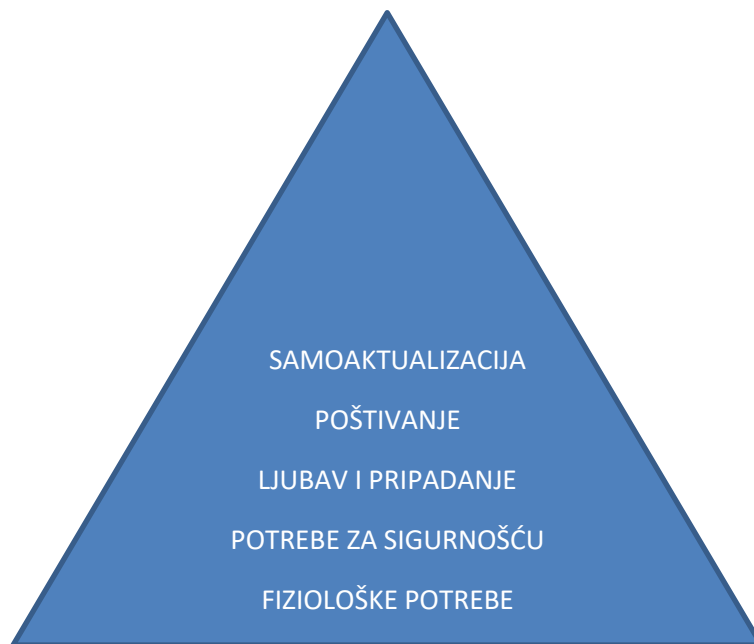 SAMOAKTUALIZACIJA
POŠTIVANJE
LJUBAV I PRIPADANJE
POTREBE ZA SIGURNOŠĆU
FIZIOLOŠKE POTREBE